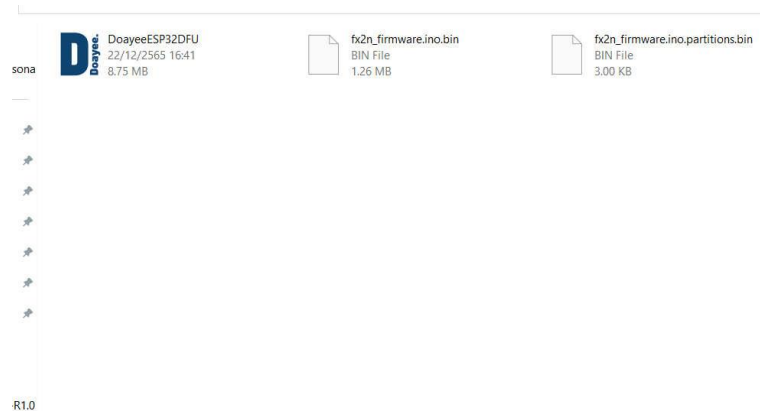 DoayeeESP32DFU
22/12/2565 16:41
8.75 MB
Doayee.
fx2n_firmware.ino.bin
BIN File
1.26 MB
fx2n_firmware.ino.partitions.bin
BIN File
3.00 KB
sona
-R1.0